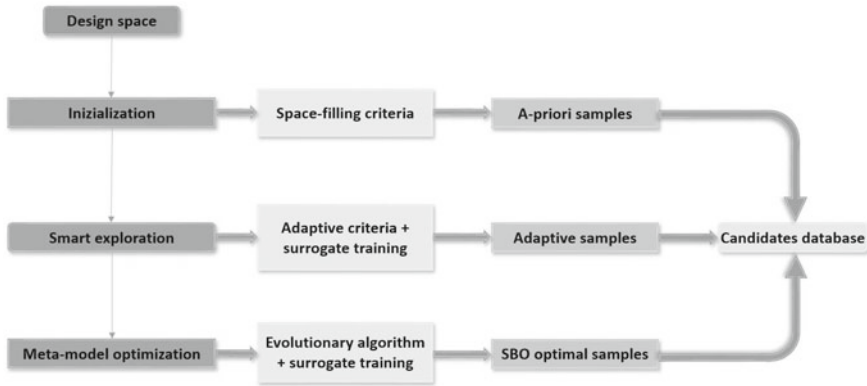 Design space
Inizialization
Space-filling criteria
A-priori samples
Smart exploration
Adaptive criteria +
surrogate training
Adaptive samples
Candidates database
Meta-model optimization
Evolutionary algorithm
+ surrogate training
SBO optimal samples